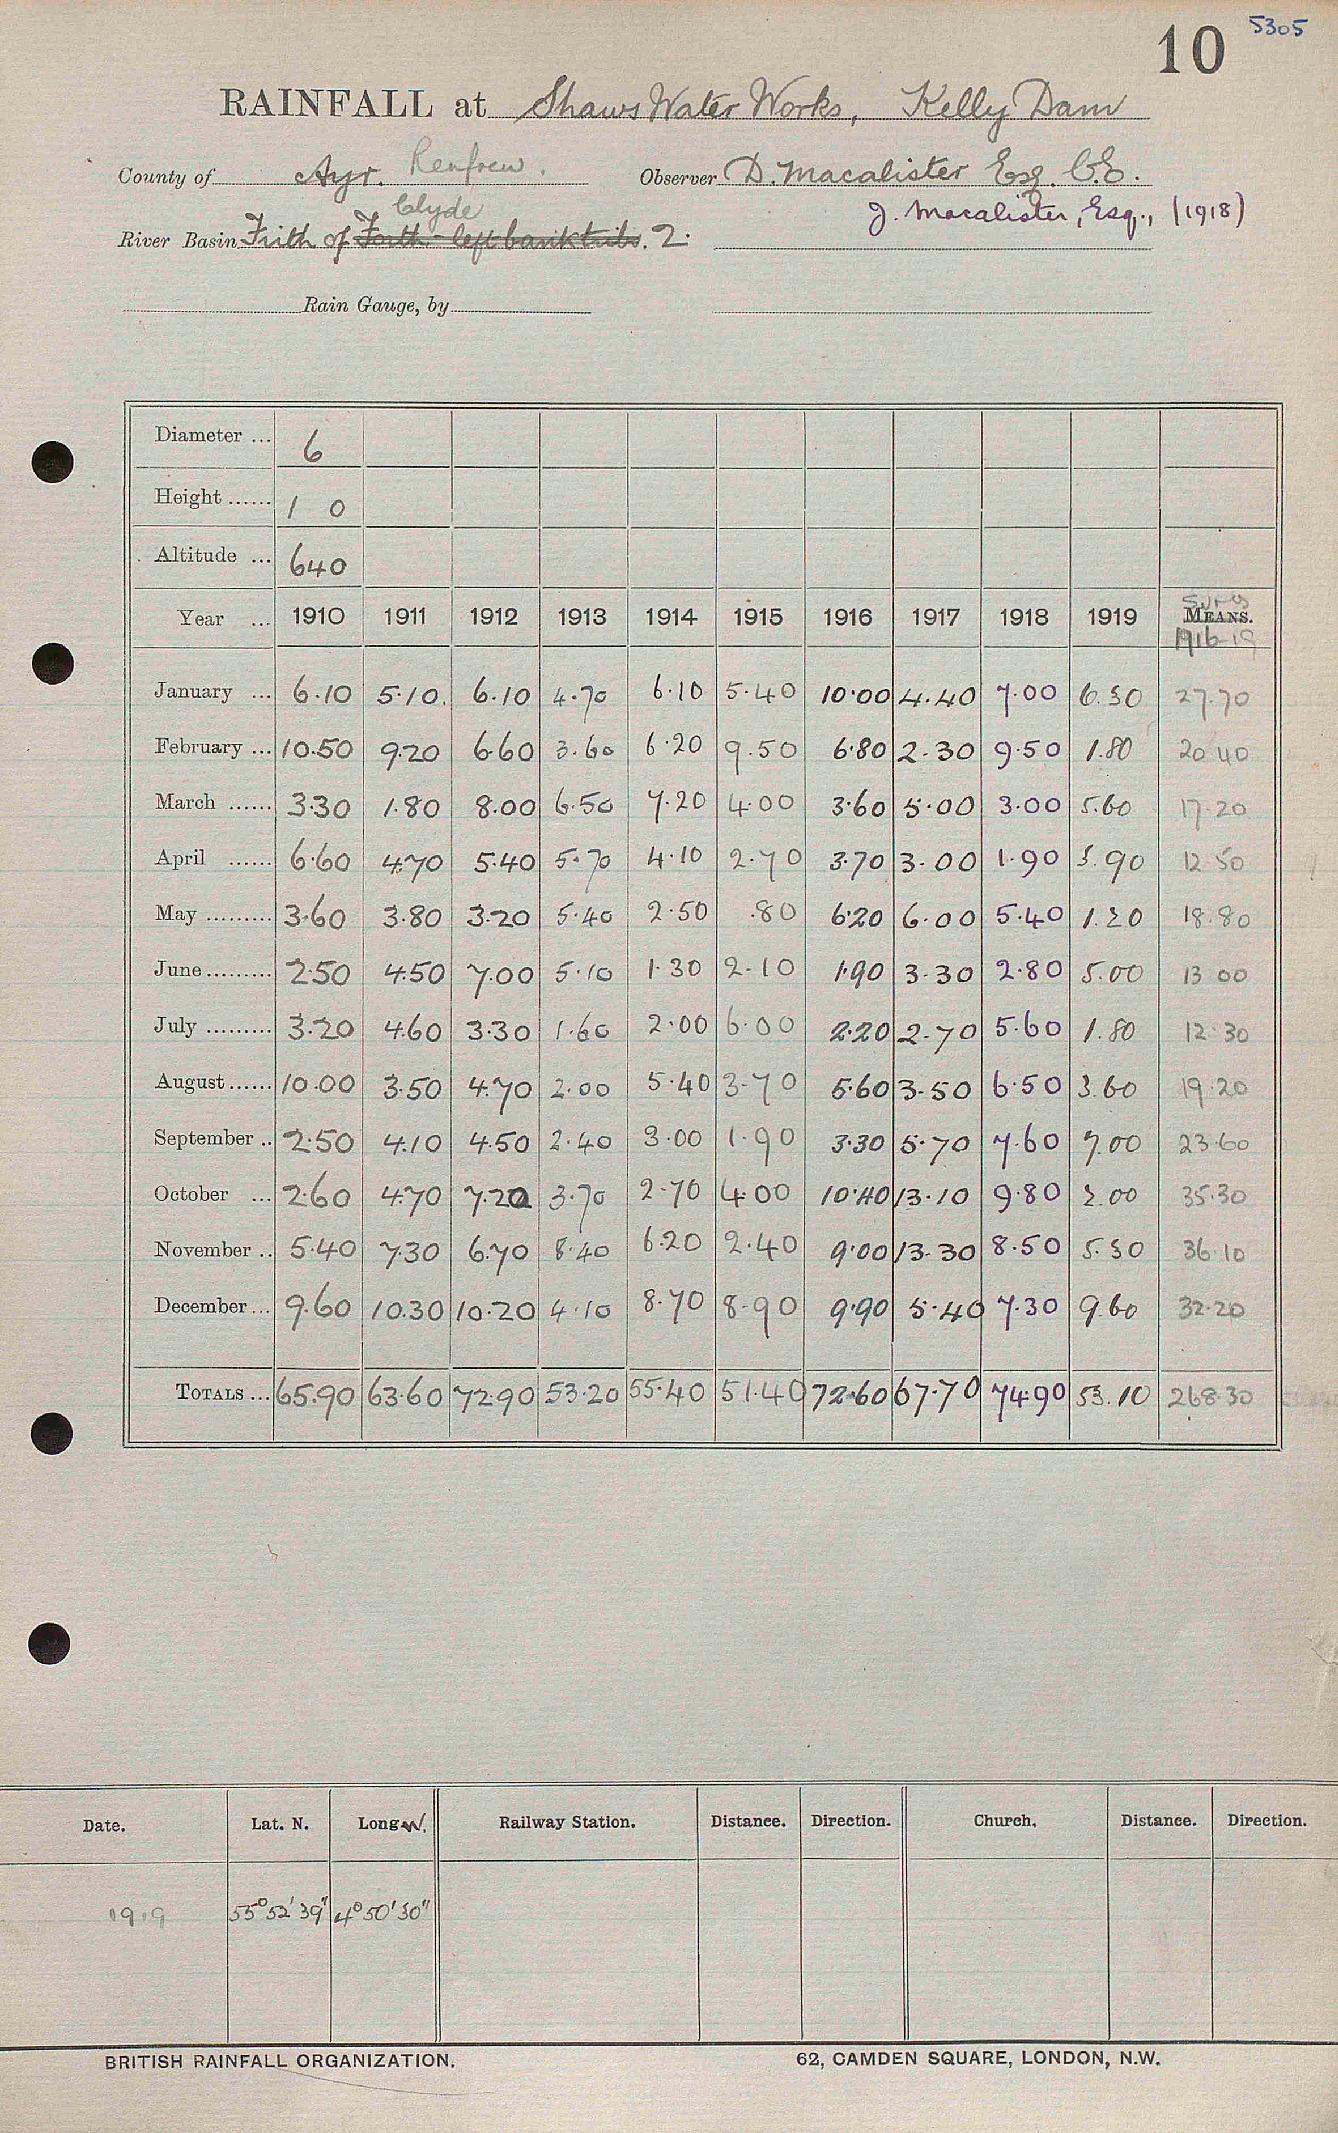 10 5305
RAINFALL at Shaws Water Works, Kelly Dam
County of Ayr. Renfrew. Observer D. Macalister Esq. C.E.
Clyde J. Macalister, Esq., (1918)
River Basin Frith of Forth - left bank tribs. 2.
Rain Gauge, by
Diameter ... 6
Height ...... 1 0
Altitude ... 640
Year ... 1910 1911 1912 1913 1914 1915 1916 1917 1918 1919 Sums MEANS. 1916-19
January ... 6.10 5.10. 6.10 4.70 6.10 5.40 10.00 4.40 7.00 6.30 27.70
February ... 10.50 9.20 6.60 3.60 6.20 9.50 6.80 2.30 9.50 1.80 20.40
March ...... 3.30 1.80 8.00 6.50 7.20 4.00 3.60 5.00 3.00 5.60 17.20
April ...... 6.60 4.70 5.40 5.70 4.10 2.70 3.70 3.00 1.90 3.90 12.50
May ......... 3.60 3.80 3.20 5.40 2.50 .80 6.20 6.00 5.40 1.20 18.80
June ......... 2.50 4.50 7.00 5.10 1.30 2.10 1.90 3.30 2.80 5.00 13.00
July ......... 3.20 4.60 3.30 1.60 2.00 6.00 2.20 2.70 5.60 1.80 12.30
August ...... 10.00 3.50 4.70 2.00 5.40 3.70 5.60 3.50 6.50 3.60 19.20
September .. 2.50 4.10 4.50 2.40 3.00 1.90 3.30 5.70 7.60 7.00 23.60
October ... 2.60 4.70 7.20 3.70 2.70 4.00 10.40 13.10 9.80 2.00 35.30
November .. 5.40 7.30 6.70 8.40 6.20 2.40 9.00 13.30 8.50 5.30 36.10
December ... 9.60 10.30 10.20 4.10 8.70 8.90 9.90 5.40 7.30 9.60 32.20
TOTALS ... 65.90 63.60 72.90 53.20 55.40 51.40 72.60 67.70 74.90 53.10 268.30
Date. Lat. N. Long W. Railway Station. Distance. Direction. Church. Distance. Direction.
1919 55° 52' 39" 4° 50' 30"
BRITISH RAINFALL ORGANIZATION. 62, CAMDEN SQUARE, LONDON, N.W.